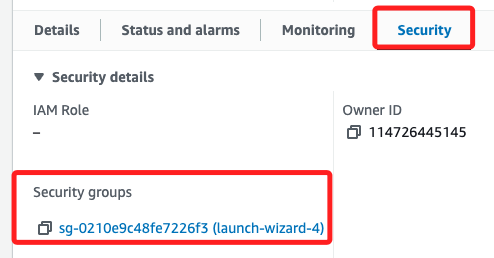 Details Status and alarms Monitoring Security
▼ Security details
IAM Role Owner ID
– 114726445145
Security groups
sg-0210e9c48fe7226f3 (launch-wizard-4)